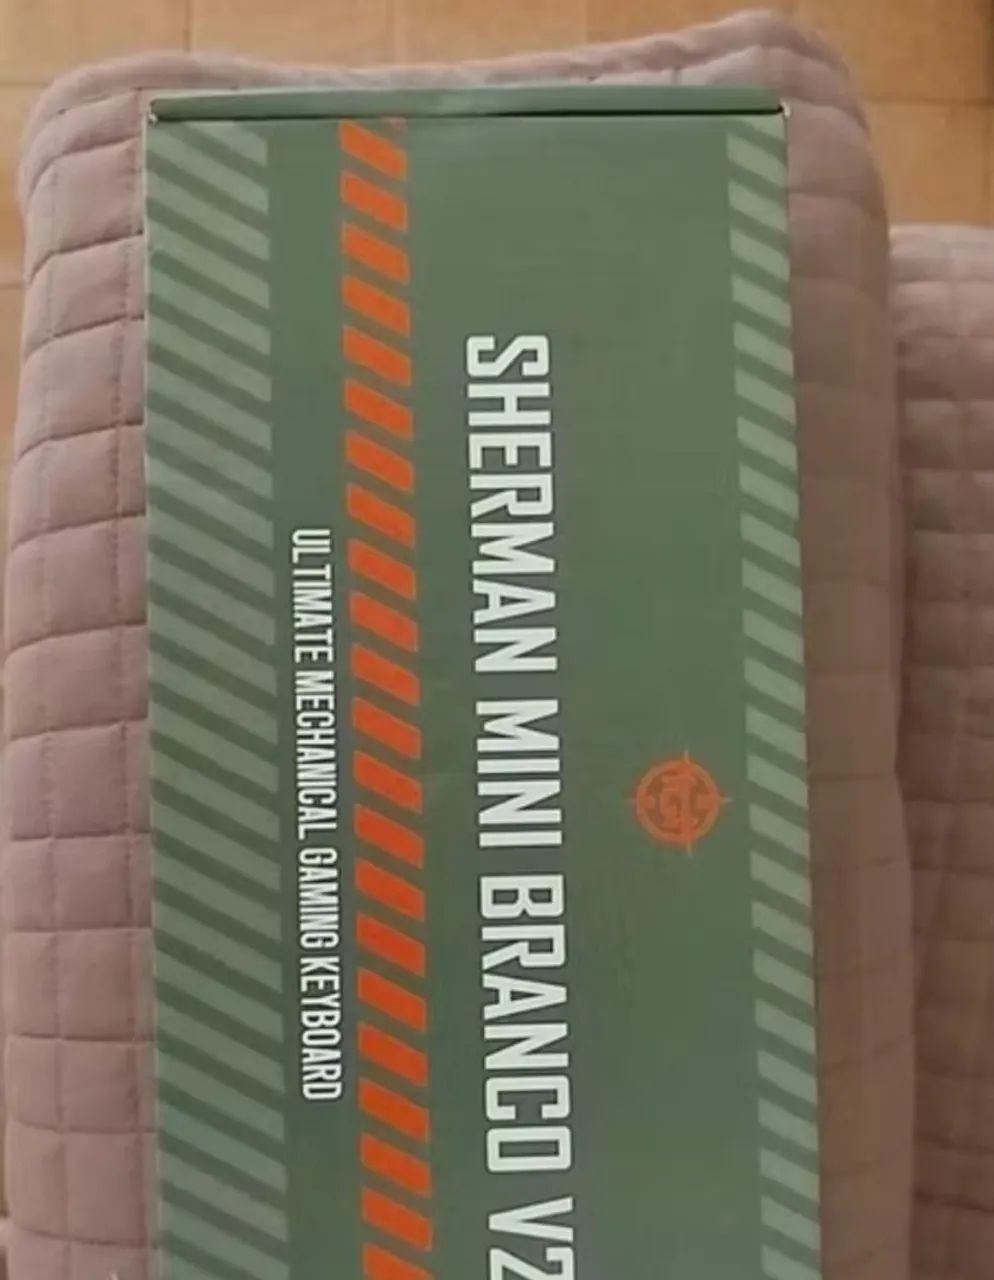 SHERMAN MINI BRANCO V2
ULTIMATE MECHANICAL GAMING KEYBOARD